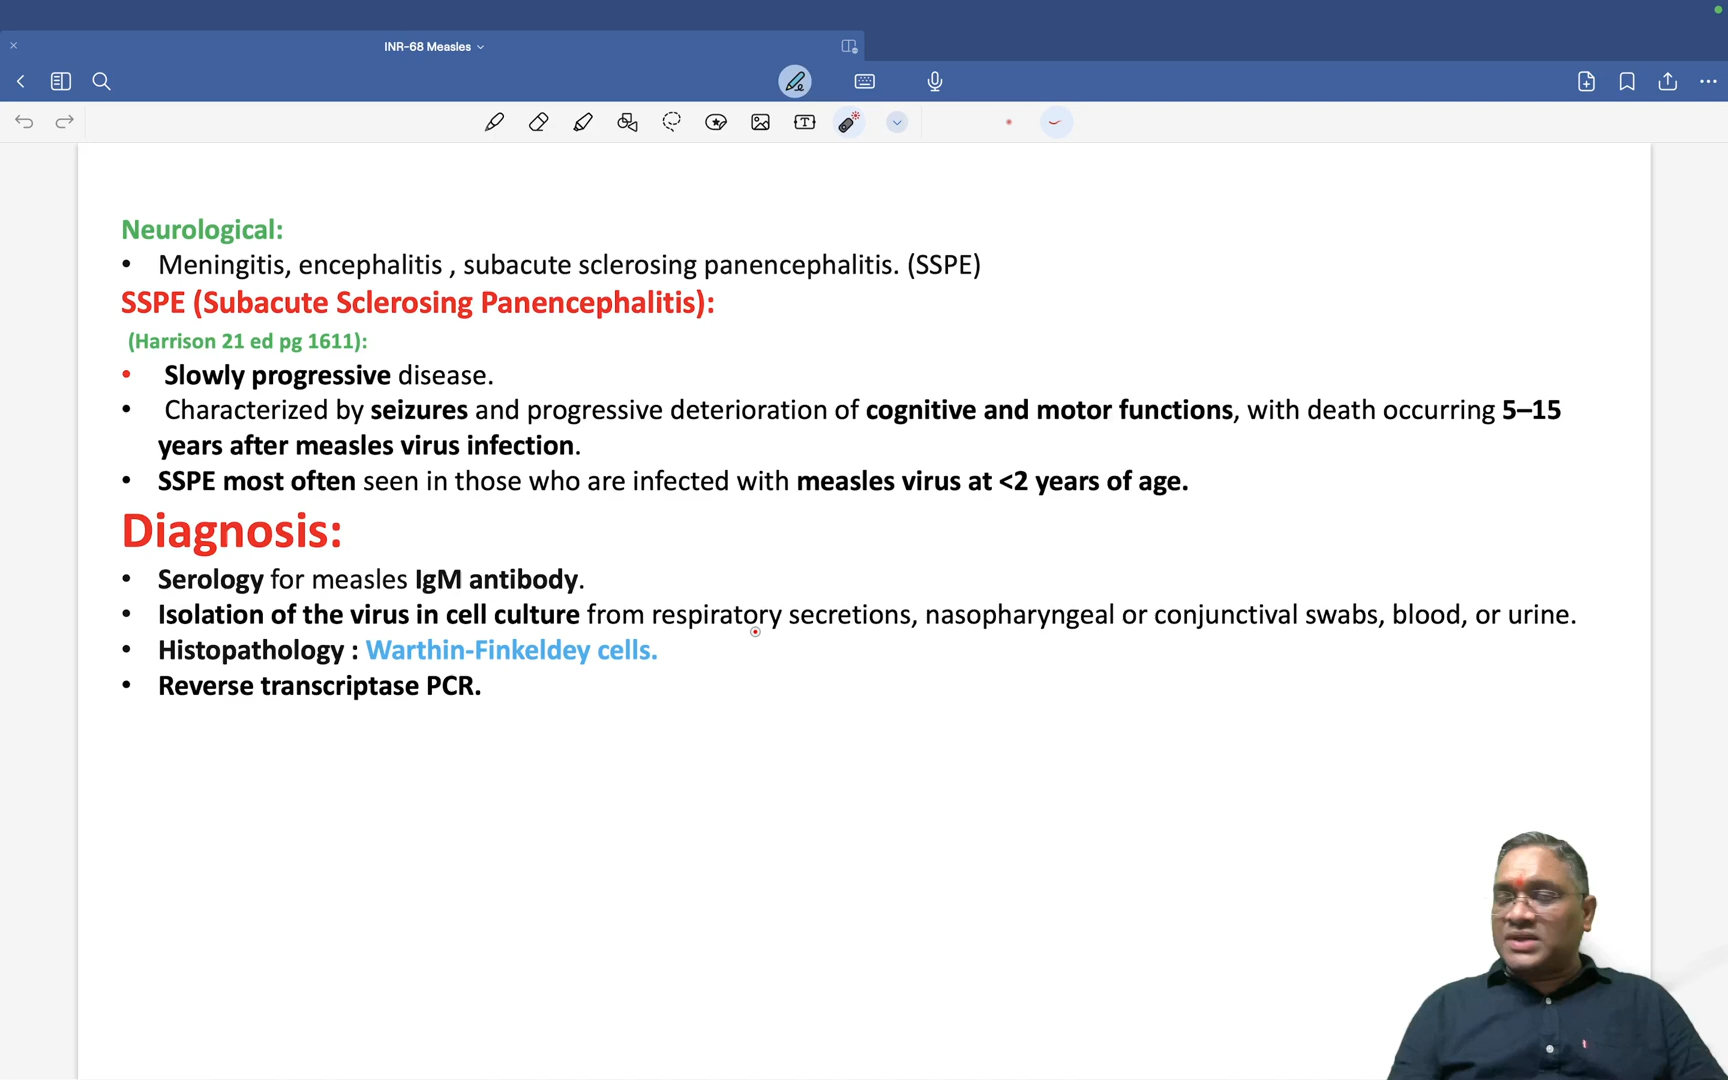 INR-68 Measles
Neurological:
• Meningitis, encephalitis , subacute sclerosing panencephalitis. (SSPE)
SSPE (Subacute Sclerosing Panencephalitis):
(Harrison 21 ed pg 1611):
• Slowly progressive disease.
• Characterized by seizures and progressive deterioration of cognitive and motor functions, with death occurring 5–15
years after measles virus infection.
• SSPE most often seen in those who are infected with measles virus at <2 years of age.
Diagnosis:
• Serology for measles IgM antibody.
• Isolation of the virus in cell culture from respiratory secretions, nasopharyngeal or conjunctival swabs, blood, or urine.
• Histopathology : Warthin-Finkeldey cells.
• Reverse transcriptase PCR.